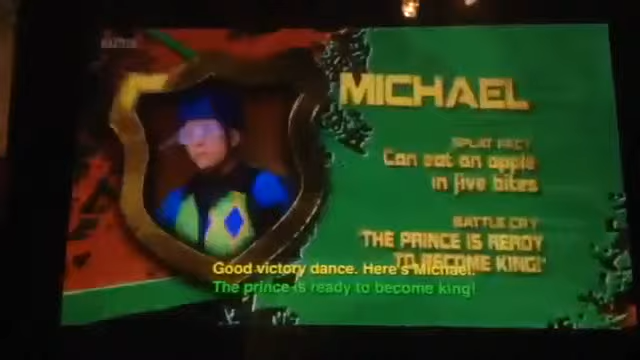 MICHAEL
SPLAT FACT
Can eat an apple
in five bites
BATTLE CRY
"THE PRINCE IS READY
TO BECOME KING!"
Good victory dance. Here's Michael.
The prince is ready to become king!